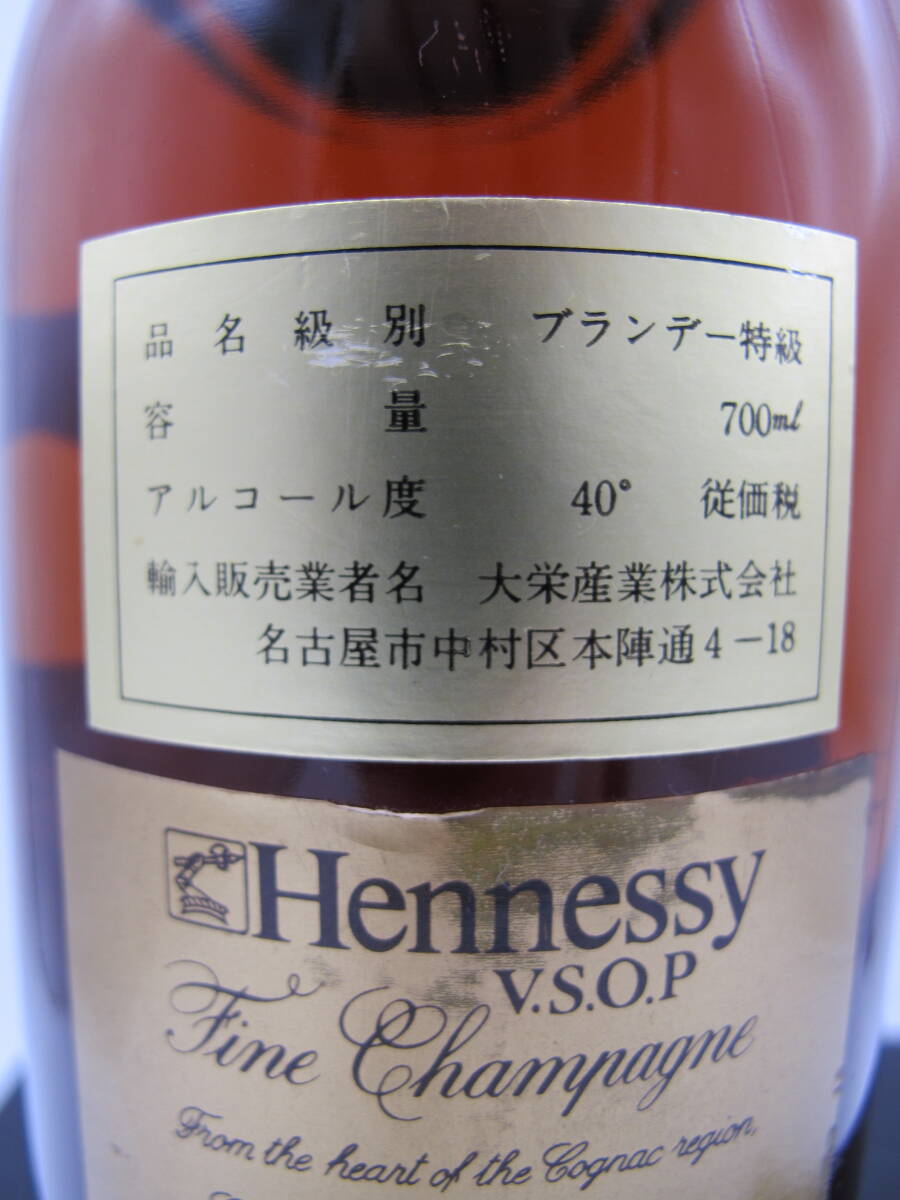 品名級別 ブランデー特級
容量 700ml
アルコール度 40° 従価税
輸入販売業者名 大栄産業株式会社
名古屋市中村区本陣通4-18
Hennessy
V.S.O.P
Fine Champagne
From the heart of the Cognac region,